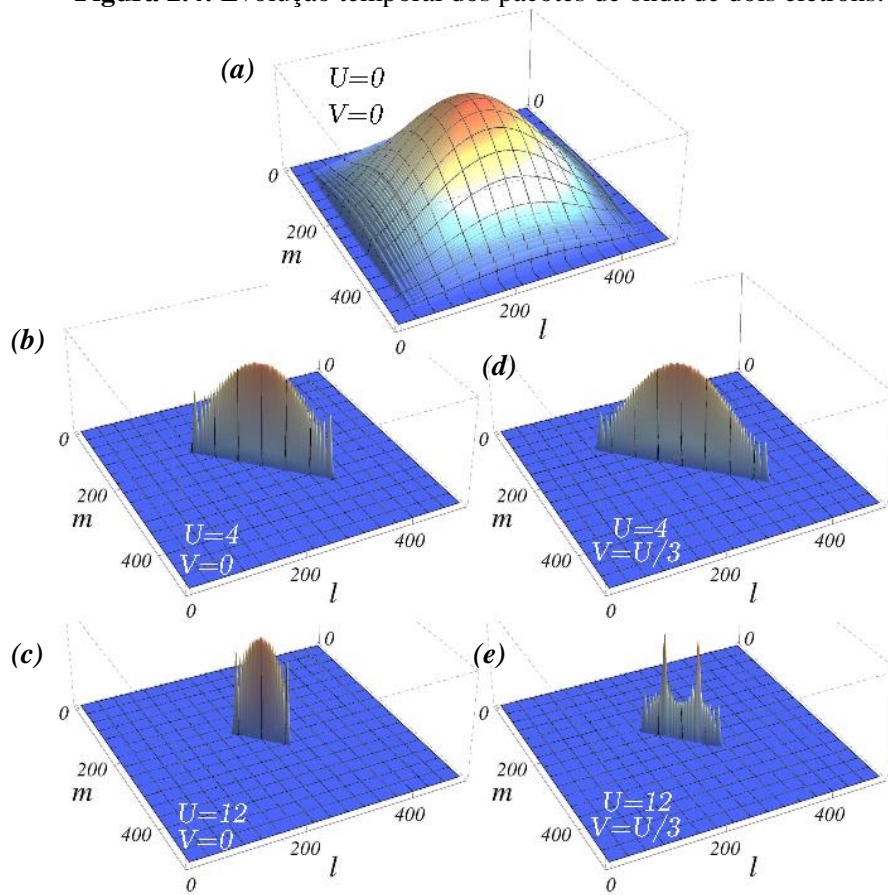 Figura 2.4: Evolução temporal dos pacotes de onda de dois elétrons.
(a)
U=0
V=0
0
0
200
400
m
0
200
400
l
(b)
0
0
200
400
m
U=4
V=0
0
200
400
l
(d)
0
0
200
400
m
U=4
V=U/3
0
200
400
l
(c)
0
0
200
400
m
U=12
V=0
0
200
400
l
(e)
0
0
200
400
m
U=12
V=U/3
0
200
400
l